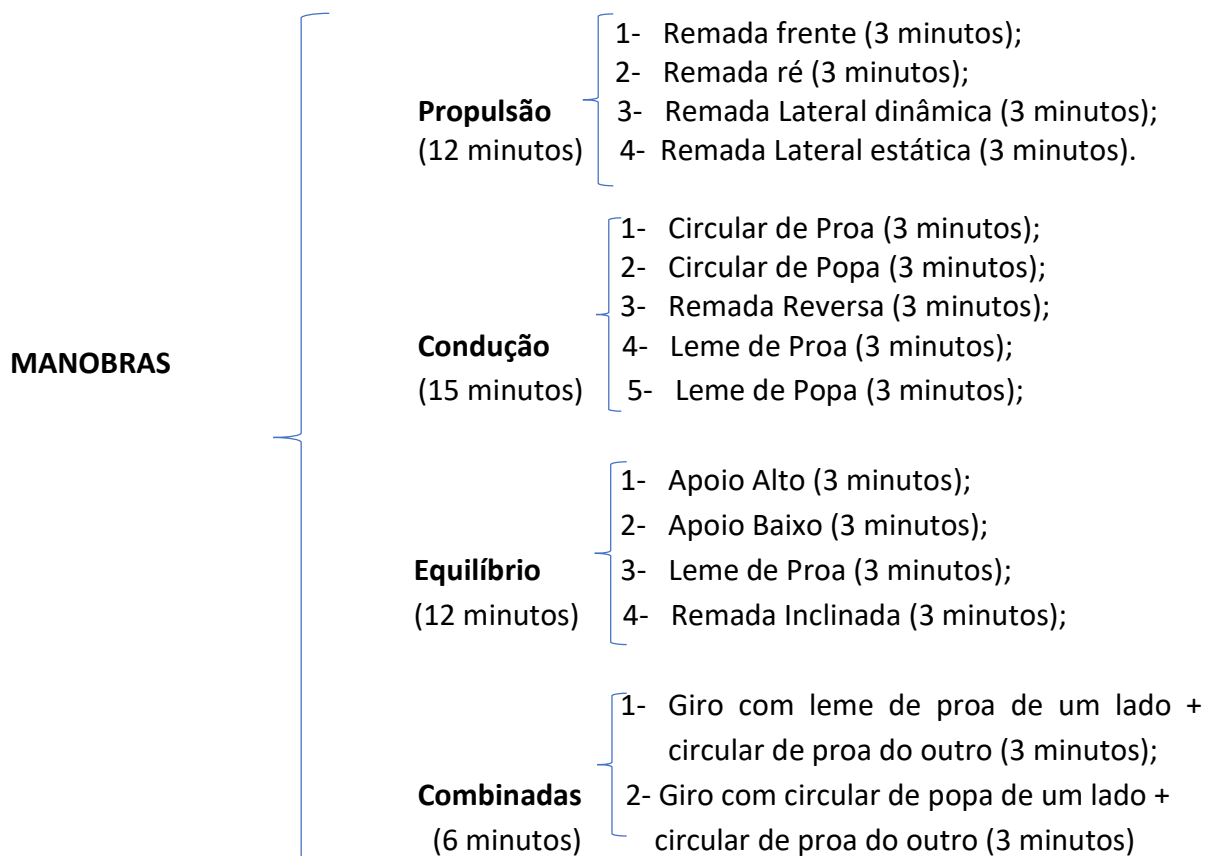 MANOBRAS
Propulsão
(12 minutos)
1- Remada frente (3 minutos);
2- Remada ré (3 minutos);
3- Remada Lateral dinâmica (3 minutos);
4- Remada Lateral estática (3 minutos).
Condução
(15 minutos)
1- Circular de Proa (3 minutos);
2- Circular de Popa (3 minutos);
3- Remada Reversa (3 minutos);
4- Leme de Proa (3 minutos);
5- Leme de Popa (3 minutos);
Equilíbrio
(12 minutos)
1- Apoio Alto (3 minutos);
2- Apoio Baixo (3 minutos);
3- Leme de Proa (3 minutos);
4- Remada Inclinada (3 minutos);
Combinadas
(6 minutos)
1- Giro com leme de proa de um lado +
circular de proa do outro (3 minutos);
2- Giro com circular de popa de um lado +
circular de proa do outro (3 minutos)